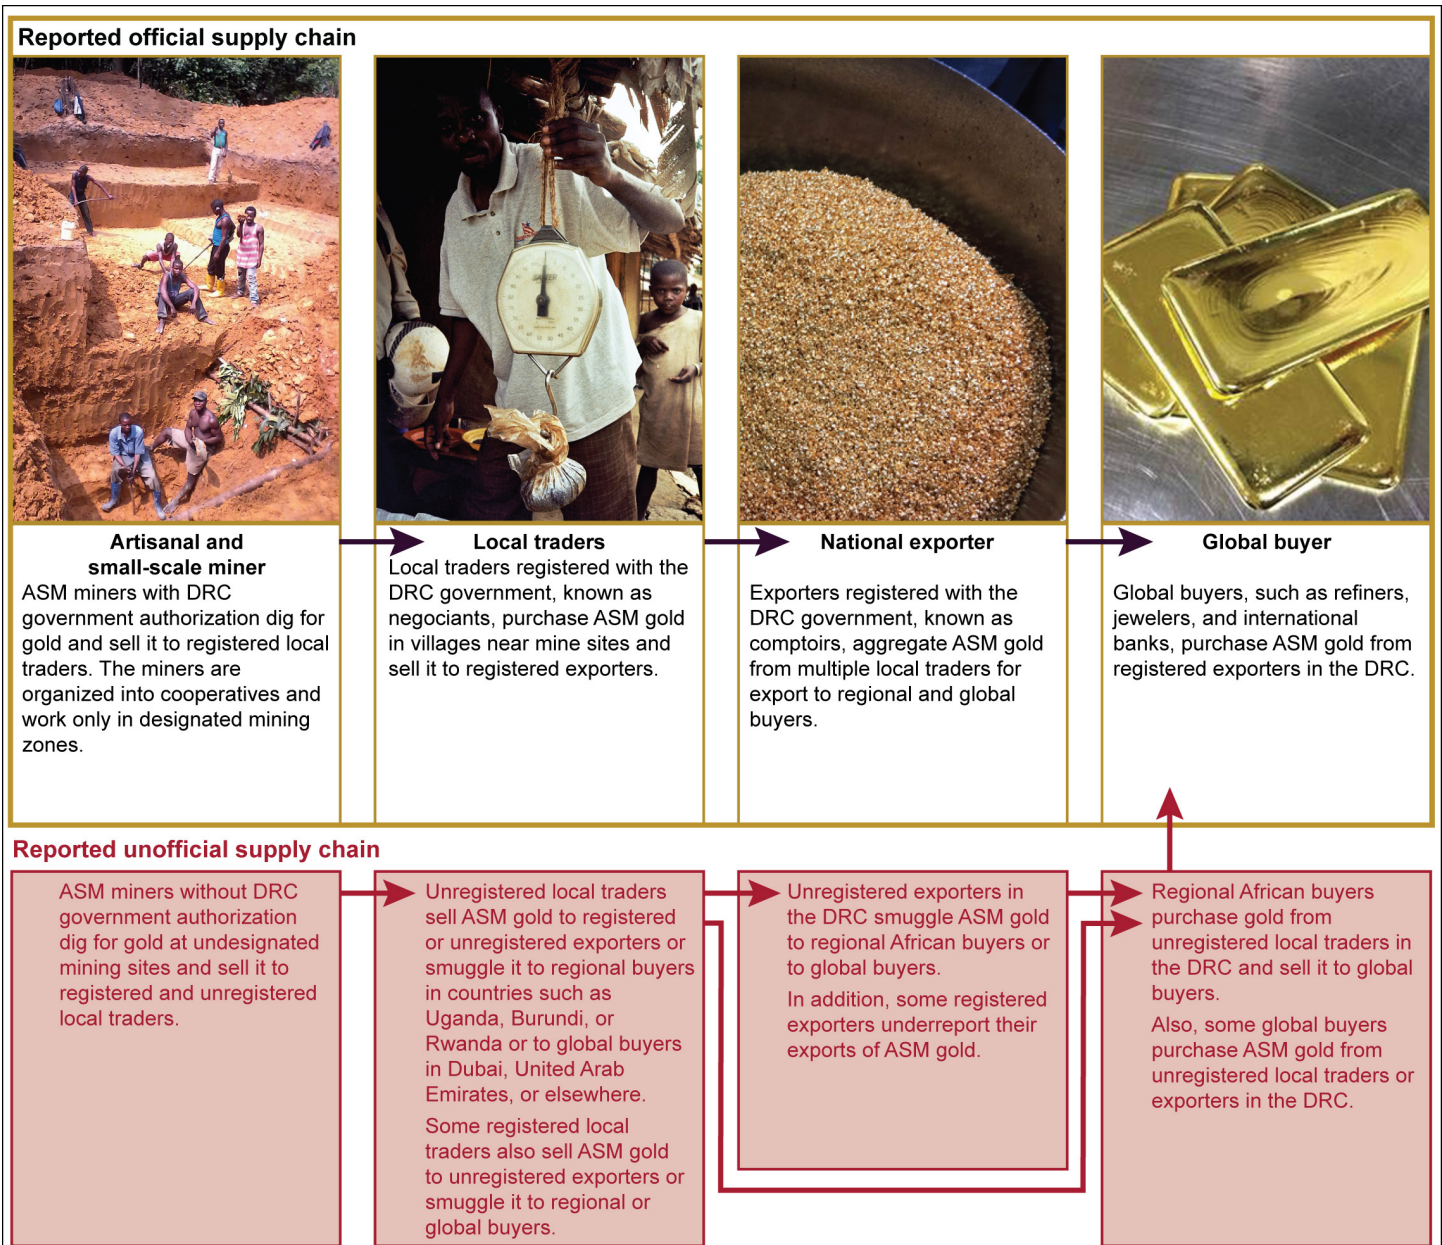 Reported official supply chain
Artisanal and
small-scale miner
ASM miners with DRC
government authorization dig for
gold and sell it to registered local
traders. The miners are
organized into cooperatives and
work only in designated mining
zones.
Local traders
Local traders registered with the
DRC government, known as
negociants, purchase ASM gold
in villages near mine sites and
sell it to registered exporters.
National exporter
Exporters registered with the
DRC government, known as
comptoirs, aggregate ASM gold
from multiple local traders for
export to regional and global
buyers.
Global buyer
Global buyers, such as refiners,
jewelers, and international
banks, purchase ASM gold from
registered exporters in the DRC.
Reported unofficial supply chain
ASM miners without DRC
government authorization
dig for gold at undesignated
mining sites and sell it to
registered and unregistered
local traders.
Unregistered local traders
sell ASM gold to registered
or unregistered exporters or
smuggle it to regional buyers
in countries such as
Uganda, Burundi, or
Rwanda or to global buyers
in Dubai, United Arab
Emirates, or elsewhere.
Some registered local
traders also sell ASM gold
to unregistered exporters or
smuggle it to regional or
global buyers.
Unregistered exporters in
the DRC smuggle ASM gold
to regional African buyers or
to global buyers.
In addition, some registered
exporters underreport their
exports of ASM gold.
Regional African buyers
purchase gold from
unregistered local traders in
the DRC and sell it to global
buyers.
Also, some global buyers
purchase ASM gold from
unregistered local traders or
exporters in the DRC.